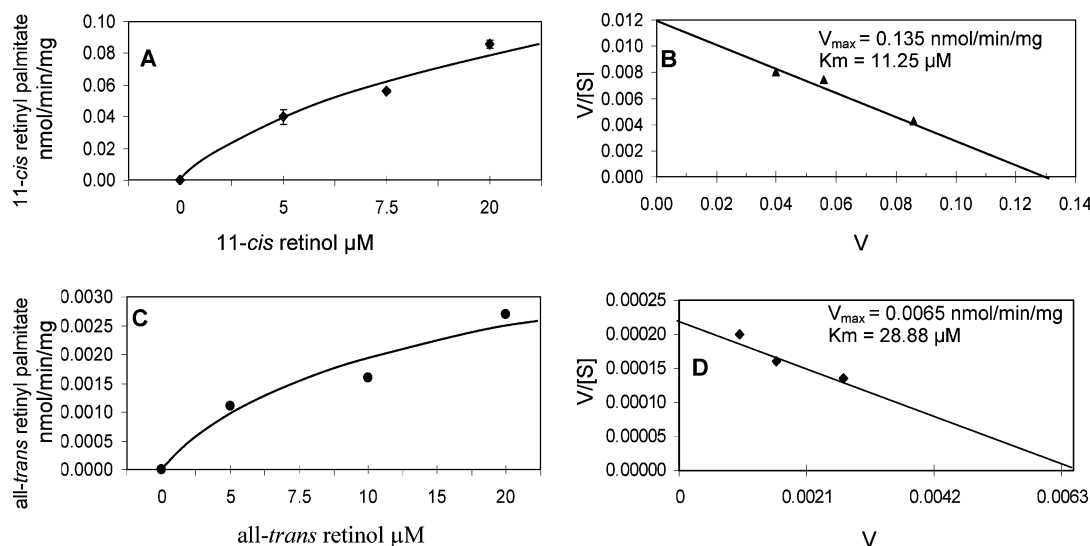 11-cis retinyl palmitate
nmol/min/mg
0.10
0.08
0.06
0.04
0.02
0.00
A
0
5
7.5
20
11-cis retinol µM
V/[S]
0.012
0.010
0.008
0.006
0.004
0.002
0.000
B
Vmax = 0.135 nmol/min/mg
Km = 11.25 µM
0.00
0.02
0.04
0.06
0.08
0.10
0.12
0.14
V
all-trans retinyl palmitate
nmol/min/mg
0.0030
0.0025
0.0020
0.0015
0.0010
0.0005
0.0000
C
0
5
7.5
10
15
20
all-trans retinol µM
V/[S]
0.00025
0.00020
0.00015
0.00010
0.00005
0.00000
D
Vmax = 0.0065 nmol/min/mg
Km = 28.88 µM
0
0.0021
0.0042
0.0063
V